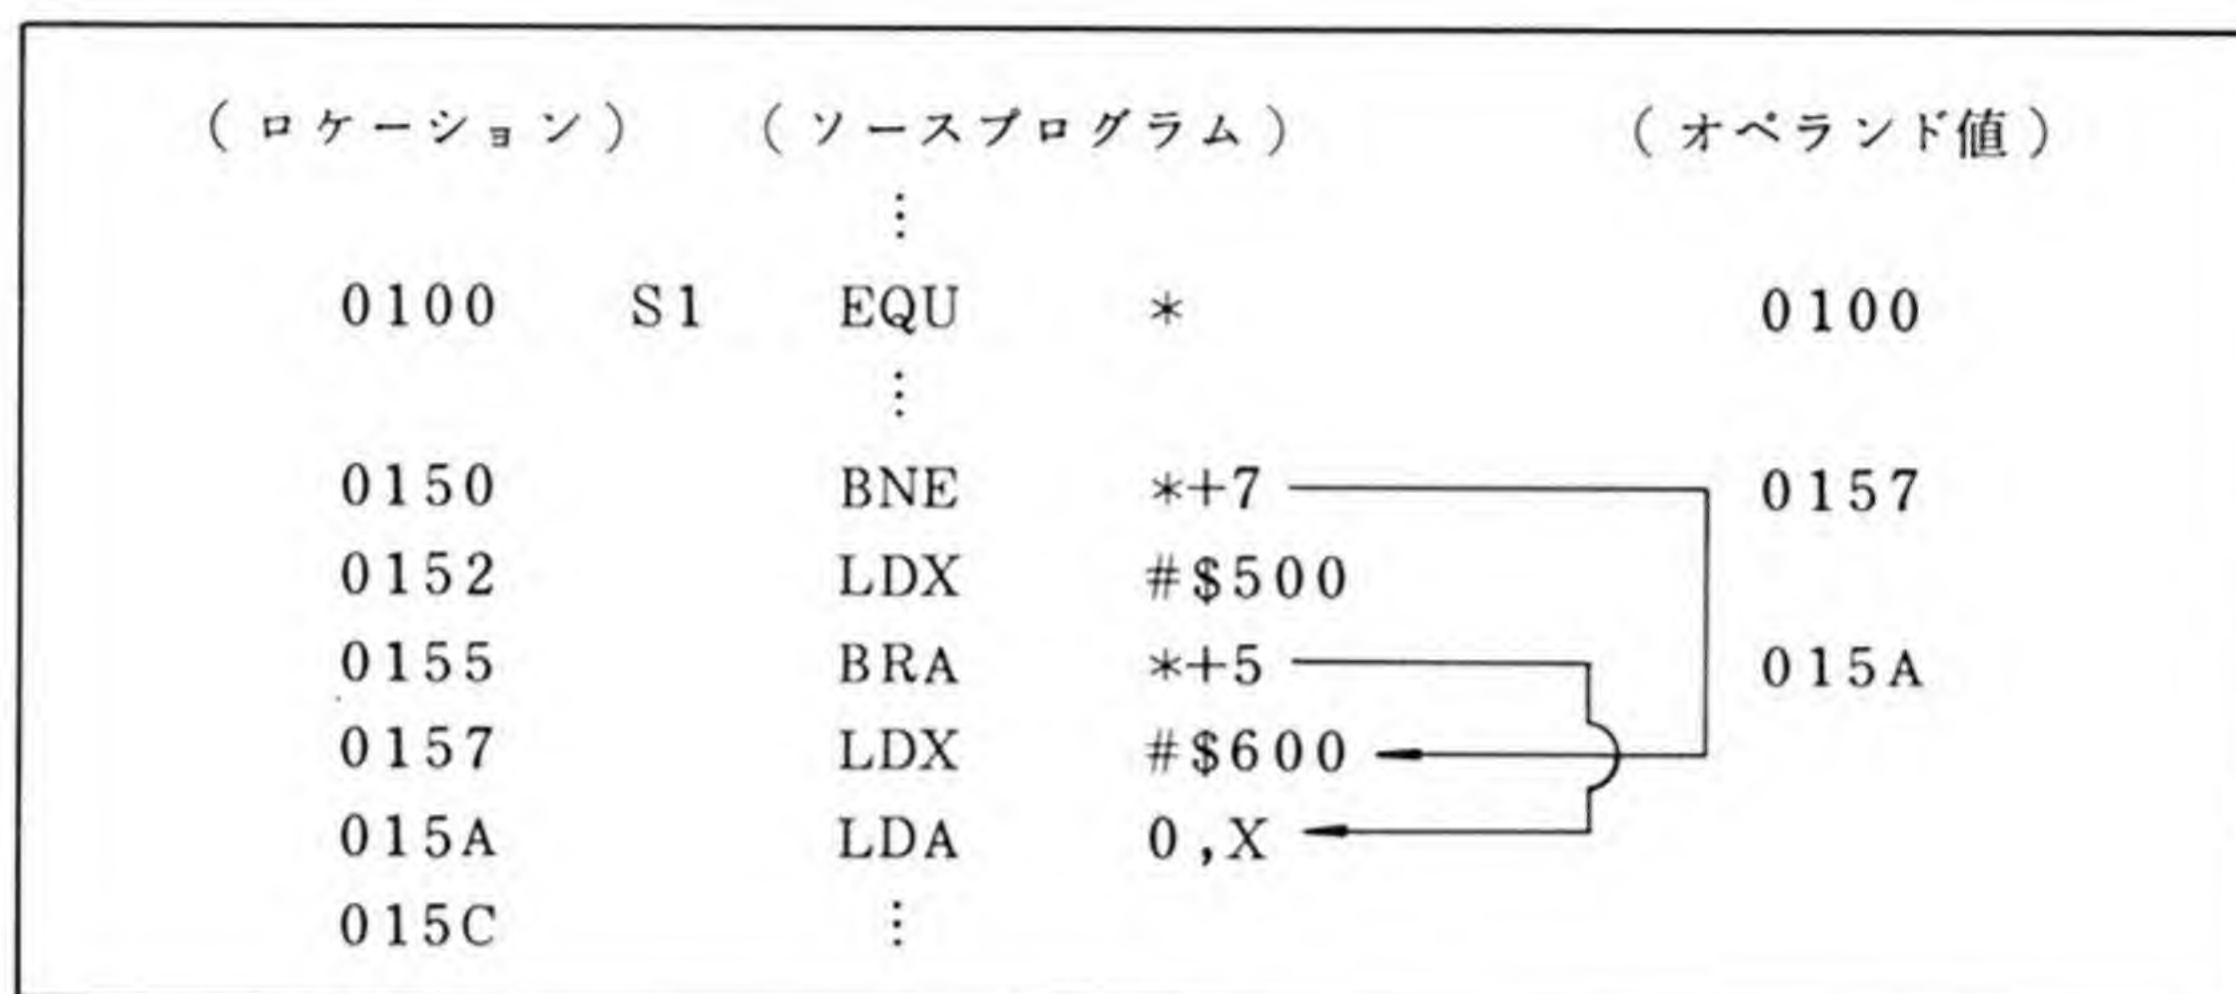 (ロケーション) (ソースプログラム) (オペランド値)
⋮
0100 S1 EQU * 0100
⋮
0150 BNE *+7 0157
0152 LDX #$500
0155 BRA *+5 015A
0157 LDX #$600
015A LDA 0,X
015C ⋮